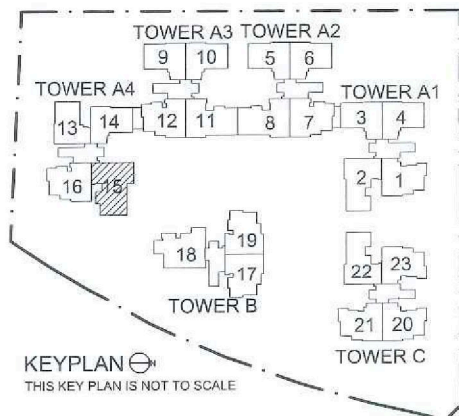 TOWER A3
TOWER A2
9 10 5 6
TOWER A4
TOWER A1
13 14 12 11 8 7 3 4
16 15 2 1
18 19
17
TOWER B
22 23
21 20
TOWER C
KEYPLAN
THIS KEY PLAN IS NOT TO SCALE